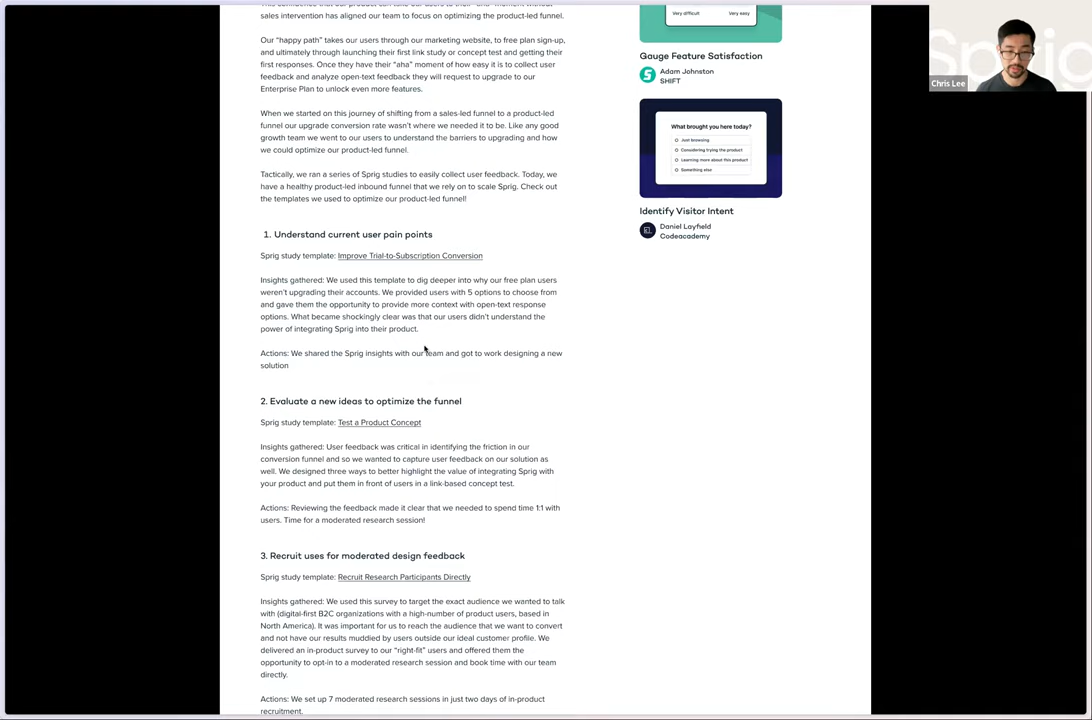 sales intervention has aligned our team to focus on optimizing the product-led funnel.
Our “happy path” takes our users through our marketing website, to free plan sign-up,
and ultimately through launching their first link study or concept test and getting their
first responses. Once they have their “aha” moment of how easy it is to collect user
feedback and analyze open-text feedback they will request to upgrade to our
Enterprise Plan to unlock even more features.
When we started on this journey of shifting from a sales-led funnel to a product-led
funnel our upgrade conversion rate wasn’t where we needed it to be. Like any good
growth team we went to our users to understand the barriers to upgrading and how
we could optimize our product-led funnel.
Tactically, we ran a series of Sprig studies to easily collect user feedback. Today, we
have a healthy product-led inbound funnel that we rely on to scale Sprig. Check out
the templates we used to optimize our product-led funnel!
1. Understand current user pain points
Sprig study template: Improve Trial-to-Subscription Conversion
Insights gathered: We used this template to dig deeper into why our free plan users
weren’t upgrading their accounts. We provided users with 5 options to choose from
and gave them the opportunity to provide more context with open-text response
options. What became shockingly clear was that our users didn’t understand the
power of integrating Sprig into their product.
Actions: We shared the Sprig insights with our team and got to work designing a new
solution
2. Evaluate a new ideas to optimize the funnel
Sprig study template: Test a Product Concept
Insights gathered: User feedback was critical in identifying the friction in our
conversion funnel and so we wanted to capture user feedback on our solution as
well. We designed three ways to better highlight the value of integrating Sprig with
your product and put them in front of users in a link-based concept test.
Actions: Reviewing the feedback made it clear that we needed to spend time 1:1 with
users. Time for a moderated research session!
3. Recruit uses for moderated design feedback
Sprig study template: Recruit Research Participants Directly
Insights gathered: We used this survey to target the exact audience we wanted to talk
with (digital-first B2C organizations with a high-number of product users, based in
North America). It was important for us to reach the audience that we want to convert
and not have our results muddied by users outside our ideal customer profile. We
delivered an in-product survey to our “right-fit” users and offered them the
opportunity to opt-in to a moderated research session and book time with our team
directly.
Actions: We set up 7 moderated research sessions in just two days of in-product
recruitment.
Very difficult Very easy
Gauge Feature Satisfaction
Adam Johnston
SHIFT
What brought you here today?
Just browsing
Considering trying the product
Learning more about this product
Something else
Identify Visitor Intent
Daniel Layfield
Codeacademy
Chris Lee